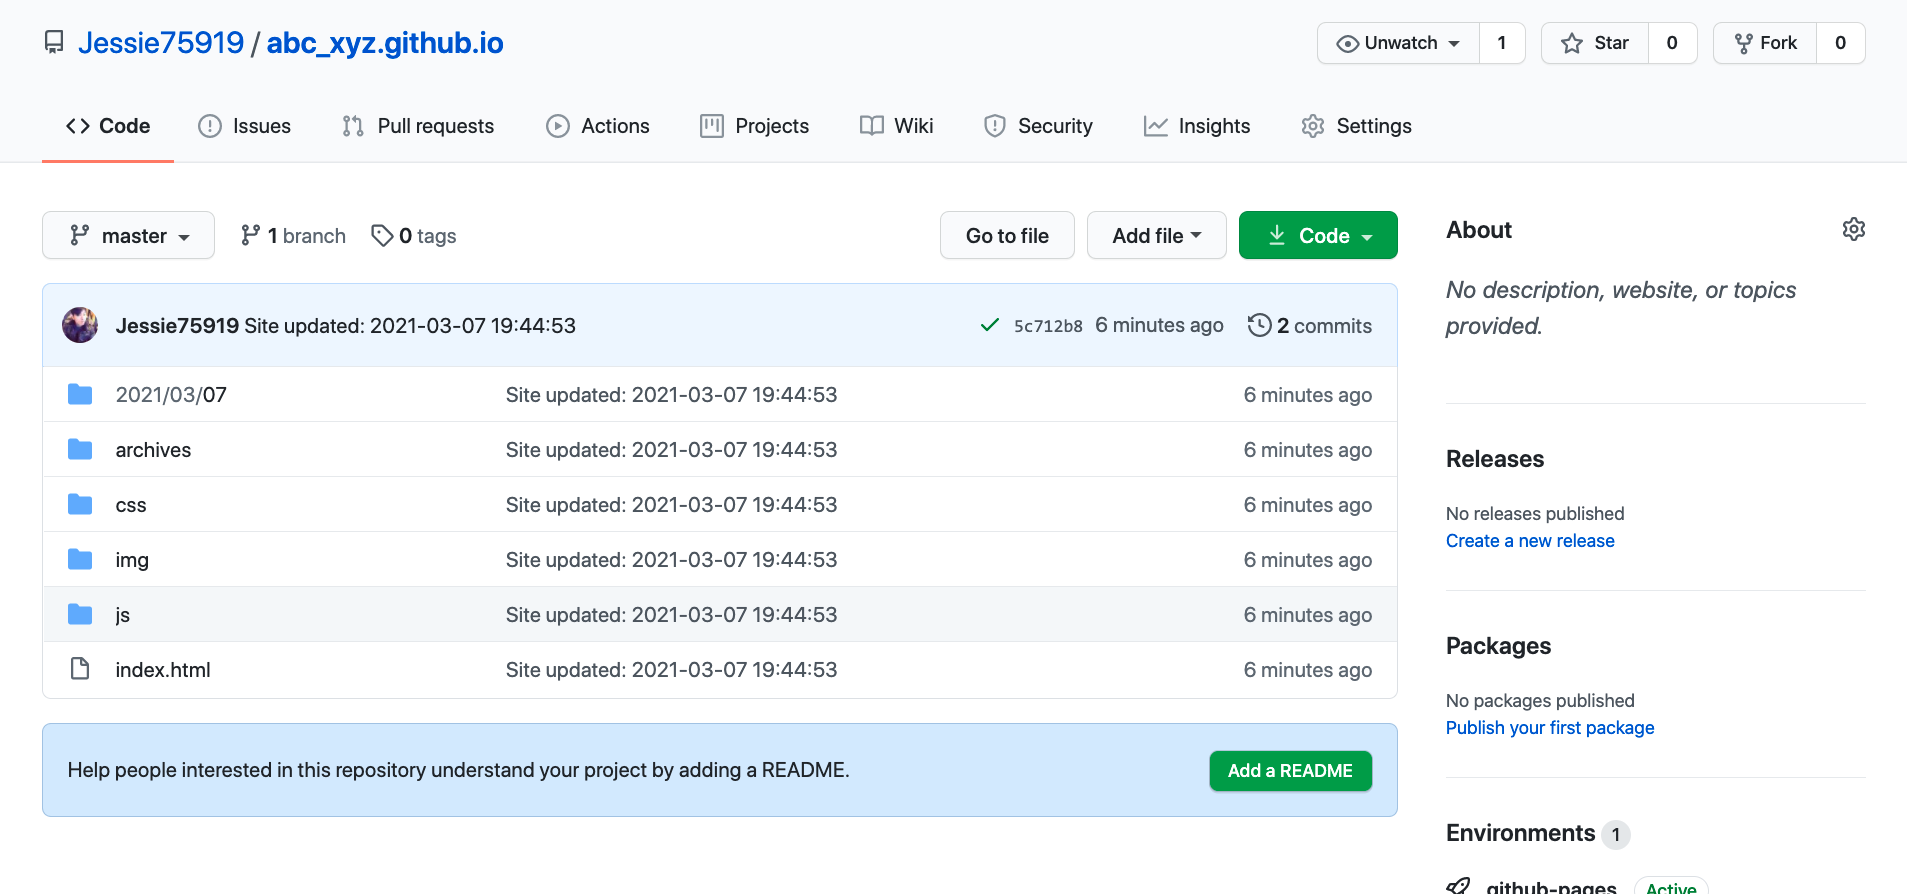 Jessie75919 / abc_xyz.github.io
Unwatch 1 Star 0 Fork 0
Code Issues Pull requests Actions Projects Wiki Security Insights Settings
master 1 branch 0 tags Go to file Add file Code
Jessie75919 Site updated: 2021-03-07 19:44:53 5c712b8 6 minutes ago 2 commits
2021/03/07 Site updated: 2021-03-07 19:44:53 6 minutes ago
archives Site updated: 2021-03-07 19:44:53 6 minutes ago
css Site updated: 2021-03-07 19:44:53 6 minutes ago
img Site updated: 2021-03-07 19:44:53 6 minutes ago
js Site updated: 2021-03-07 19:44:53 6 minutes ago
index.html Site updated: 2021-03-07 19:44:53 6 minutes ago
Help people interested in this repository understand your project by adding a README. Add a README
About
No description, website, or topics
provided.
Releases
No releases published
Create a new release
Packages
No packages published
Publish your first package
Environments 1
github-pages Active